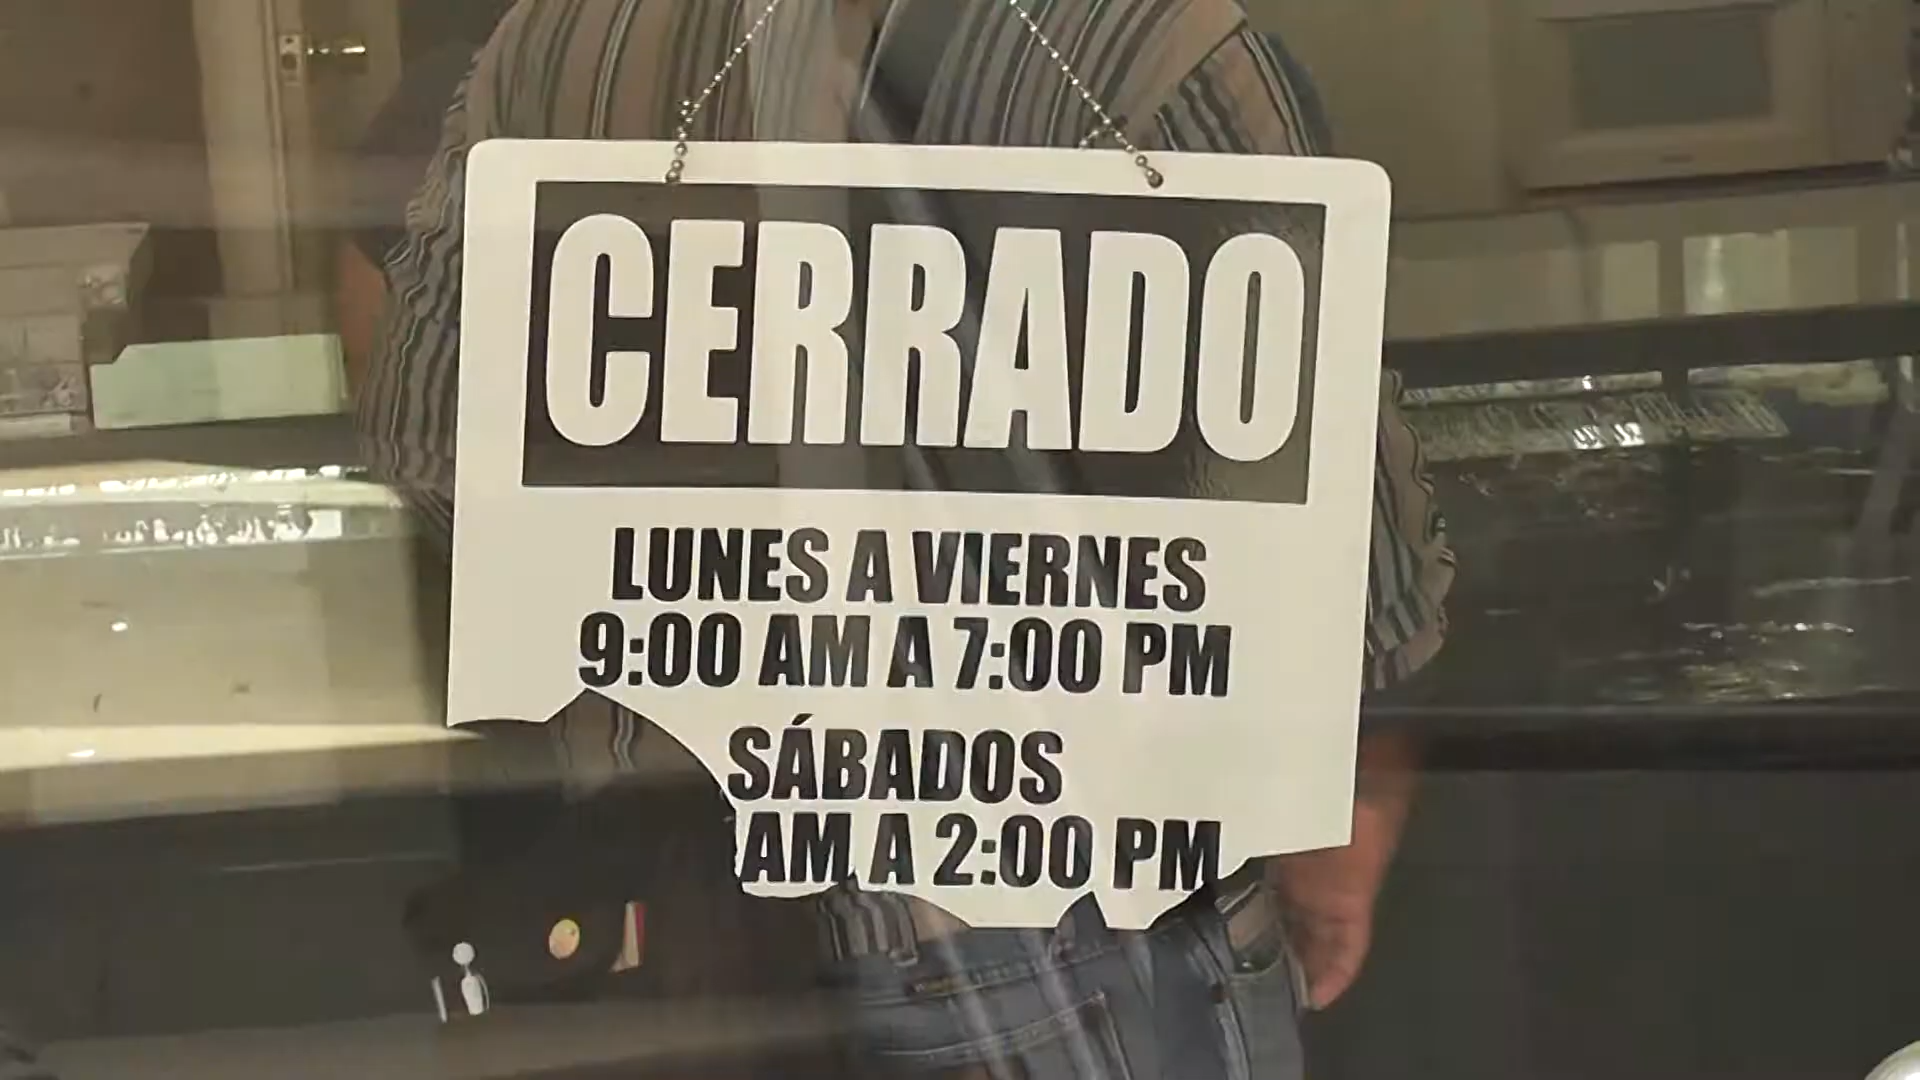 CERRADO
LUNES A VIERNES
9:00 AM A 7:00 PM
SÁBADOS
AM A 2:00 PM